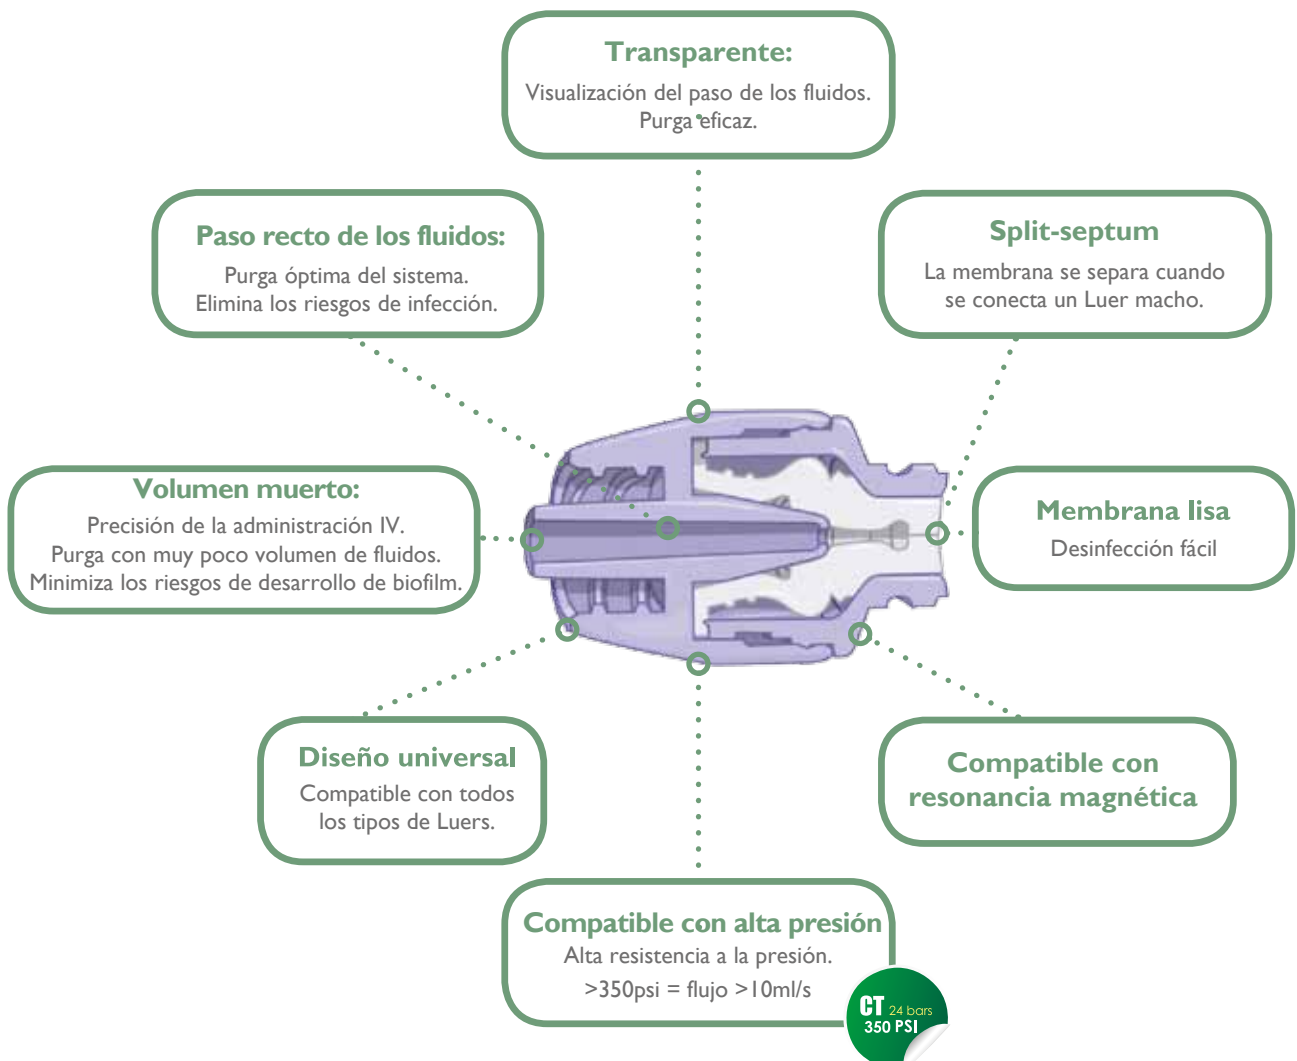 Transparente:
Visualización del paso de los fluidos.
Purga eficaz.
Paso recto de los fluidos:
Purga óptima del sistema.
Elimina los riesgos de infección.
Split-septum
La membrana se separa cuando
se conecta un Luer macho.
Volumen muerto:
Precisión de la administración IV.
Purga con muy poco volumen de fluidos.
Minimiza los riesgos de desarrollo de biofilm.
Membrana lisa
Desinfección fácil
Diseño universal
Compatible con todos
los tipos de Luers.
Compatible con
resonancia magnética
Compatible con alta presión
Alta resistencia a la presión.
>350psi = flujo >10ml/s
CT 24 bars
350 PSI